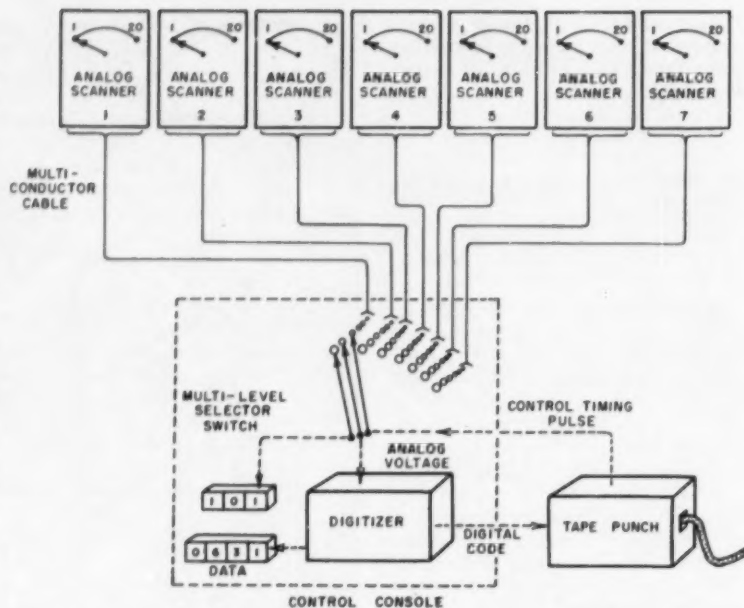 1 20 1 20 1 20 1 20 1 20 1 20 1 20
ANALOG ANALOG ANALOG ANALOG ANALOG ANALOG ANALOG
SCANNER SCANNER SCANNER SCANNER SCANNER SCANNER SCANNER
1 2 3 4 5 6 7
MULTI-
CONDUCTOR
CABLE
MULTI-LEVEL
SELECTOR
SWITCH
CONTROL TIMING
PULSE
ANALOG
VOLTAGE
1 0 1
DIGITIZER
TAPE PUNCH
0 6 3 1
DATA
DIGITAL
CODE
CONTROL CONSOLE